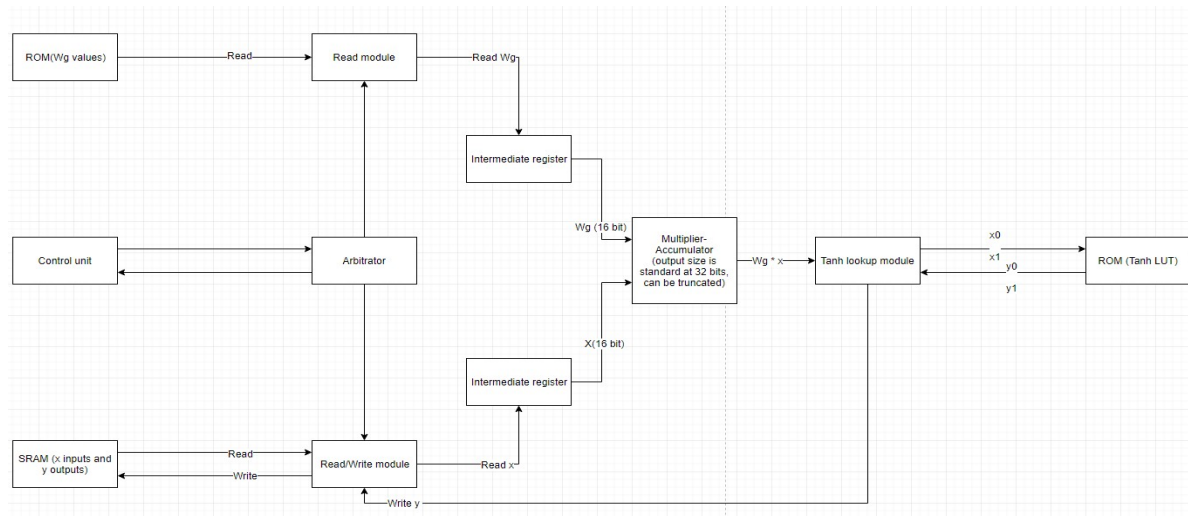 ROM(Wg values)
Read
Read module
Read Wg
Intermediate register
Wg (16 bit)
Control unit
Arbitrator
Multiplier-
Accumulator
(output size is
standard at 32 bits,
can be truncated)
Wg * x
Tanh lookup module
x0
x1
y0
y1
ROM (Tanh LUT)
X(16 bit)
Intermediate register
SRAM (x inputs and
y outputs)
Read
Write
Read/Write module
Read x
Write y